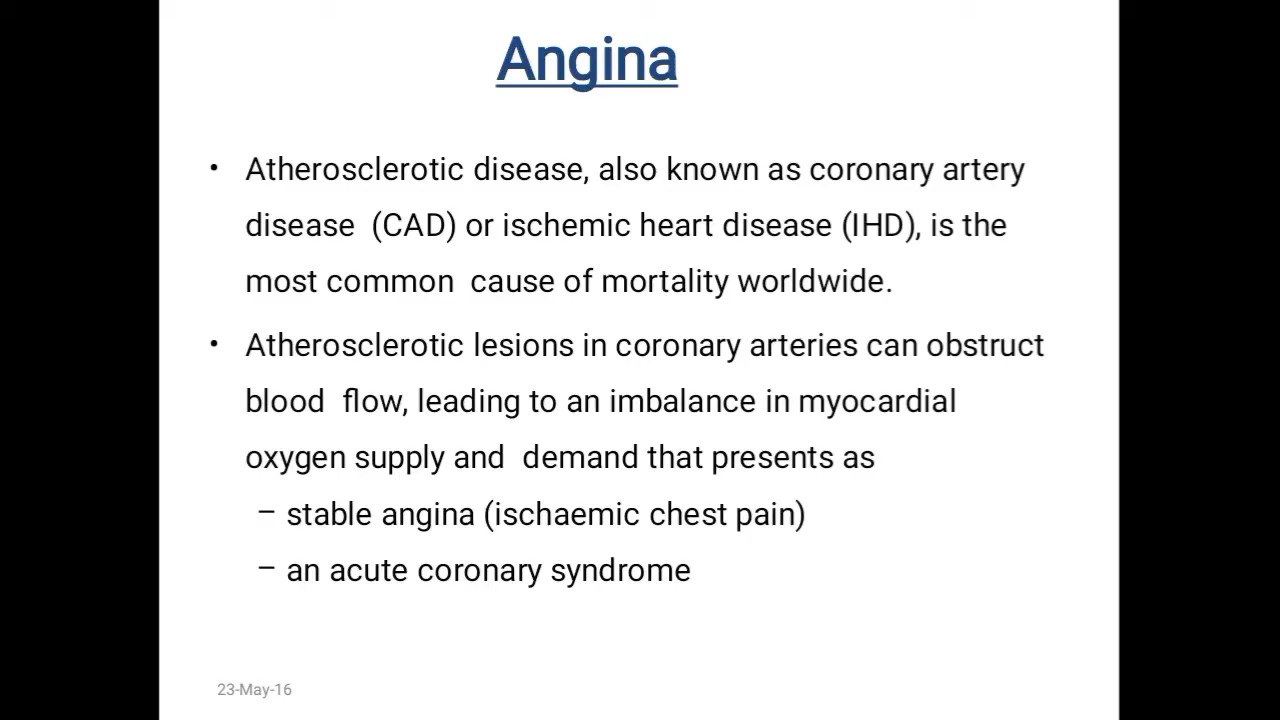 Angina
• Atherosclerotic disease, also known as coronary artery
disease (CAD) or ischemic heart disease (IHD), is the
most common cause of mortality worldwide.
• Atherosclerotic lesions in coronary arteries can obstruct
blood flow, leading to an imbalance in myocardial
oxygen supply and demand that presents as
– stable angina (ischaemic chest pain)
– an acute coronary syndrome
23-May-16